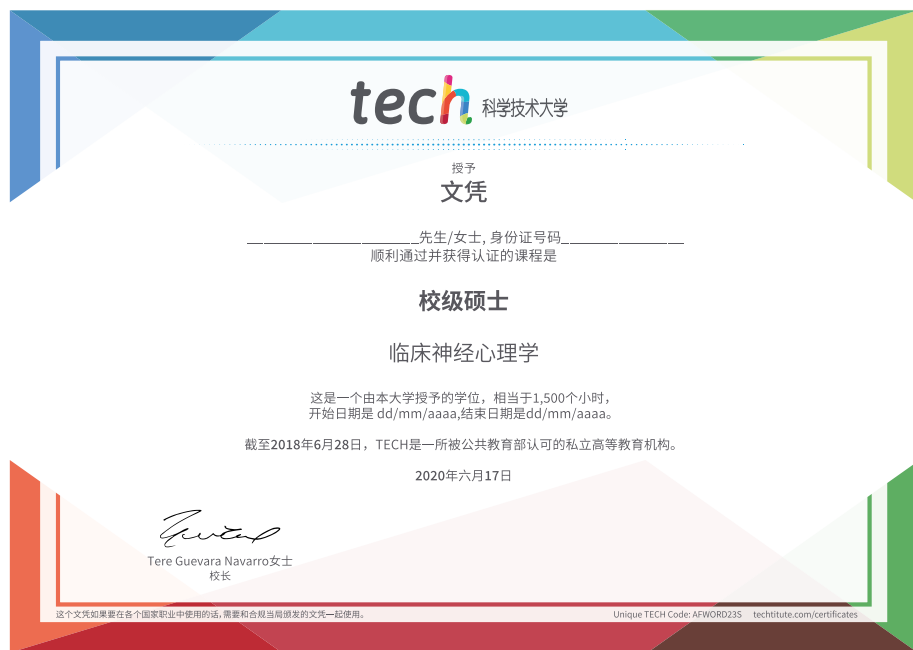 tech 科学技术大学
授予
文凭
______________________先生/女士, 身份证号码________________
顺利通过并获得认证的课程是
校级硕士
临床神经心理学
这是一个由本大学授予的学位，相当于1,500个小时，
开始日期是 dd/mm/aaaa,结束日期是dd/mm/aaaa。
截至2018年6月28日，TECH是一所被公共教育部认可的私立高等教育机构。
2020年六月17日
Tere Guevara Navarro女士
校长
这个文凭如果要在各个国家职业中使用的话,需要和合规当局颁发的文凭一起使用。
Unique TECH Code: AFWORD23S techtitute.com/certificates